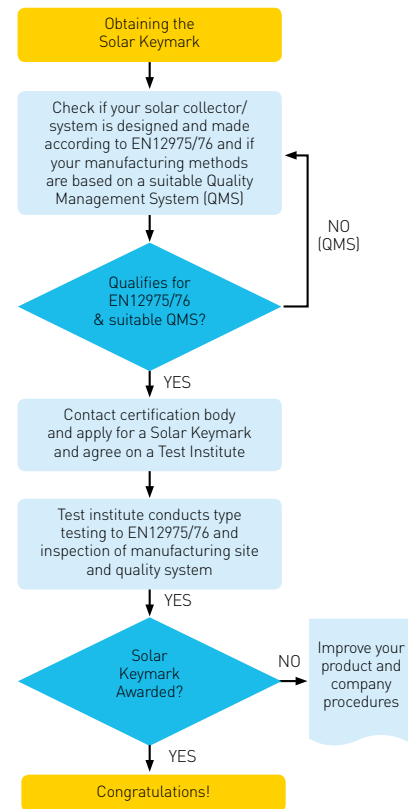 Obtaining the
Solar Keymark
Check if your solar collector/
system is designed and made
according to EN12975/76 and if
your manufacturing methods
are based on a suitable Quality
Management System (QMS)
NO
(QMS)
Qualifies for
EN12975/76
& suitable QMS?
YES
Contact certification body
and apply for a Solar Keymark
and agree on a Test Institute
Test institute conducts type
testing to EN12975/76 and
inspection of manufacturing site
and quality system
YES
Solar
Keymark
Awarded?
NO
Improve your
product and
company
procedures
YES
Congratulations!